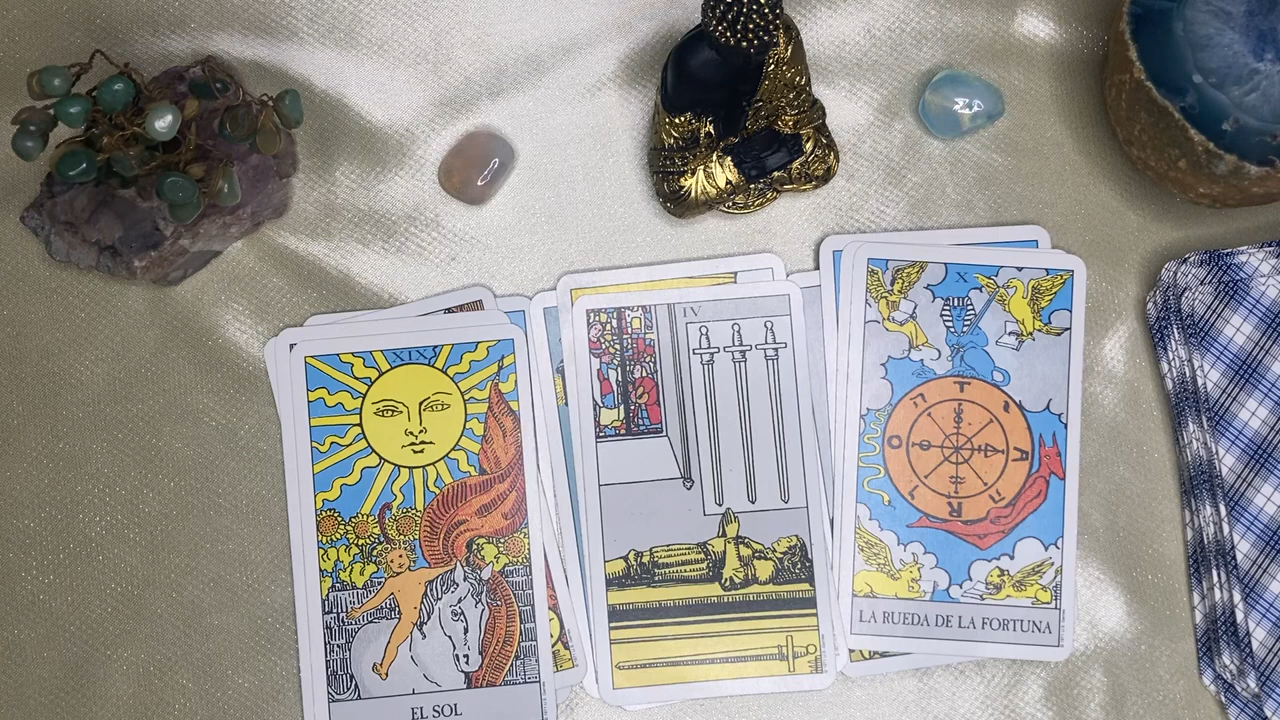 XIX
EL SOL
IV
X
T
A
R
O
LA RUEDA DE LA FORTUNA